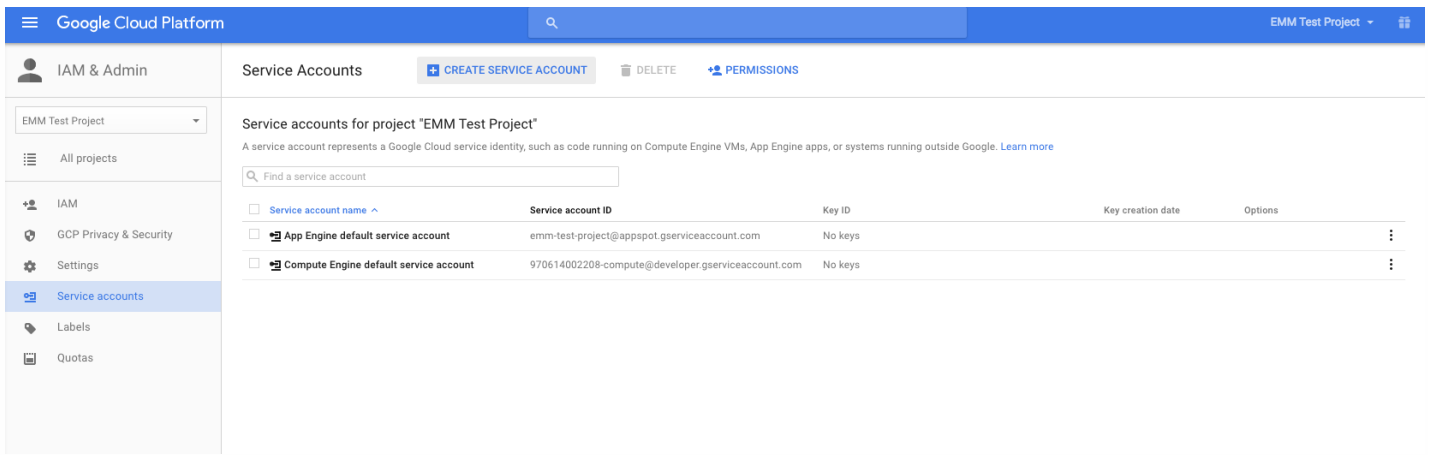 Google Cloud Platform
EMM Test Project
IAM & Admin
Service Accounts
CREATE SERVICE ACCOUNT
DELETE
PERMISSIONS
EMM Test Project
All projects
IAM
GCP Privacy & Security
Settings
Service accounts
Labels
Quotas
Service accounts for project "EMM Test Project"
A service account represents a Google Cloud service identity, such as code running on Compute Engine VMs, App Engine apps, or systems running outside Google. Learn more
Find a service account
Service account name Service account ID Key ID Key creation date Options
App Engine default service account emm-test-project@appspot.gserviceaccount.com No keys
Compute Engine default service account 970614002208-compute@developer.gserviceaccount.com No keys